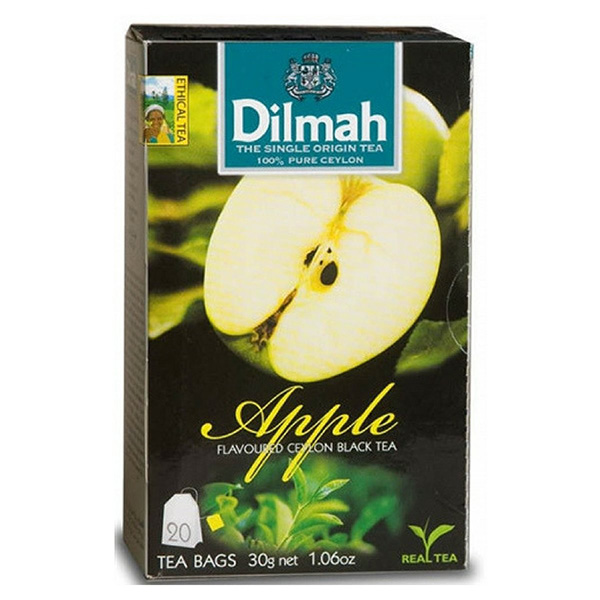 ETHICAL TEA
Dilmah
THE SINGLE ORIGIN TEA
100% PURE CEYLON
Apple
FLAVOURED CEYLON BLACK TEA
20
TEA BAGS 30g net 1.06oz
REAL TEA